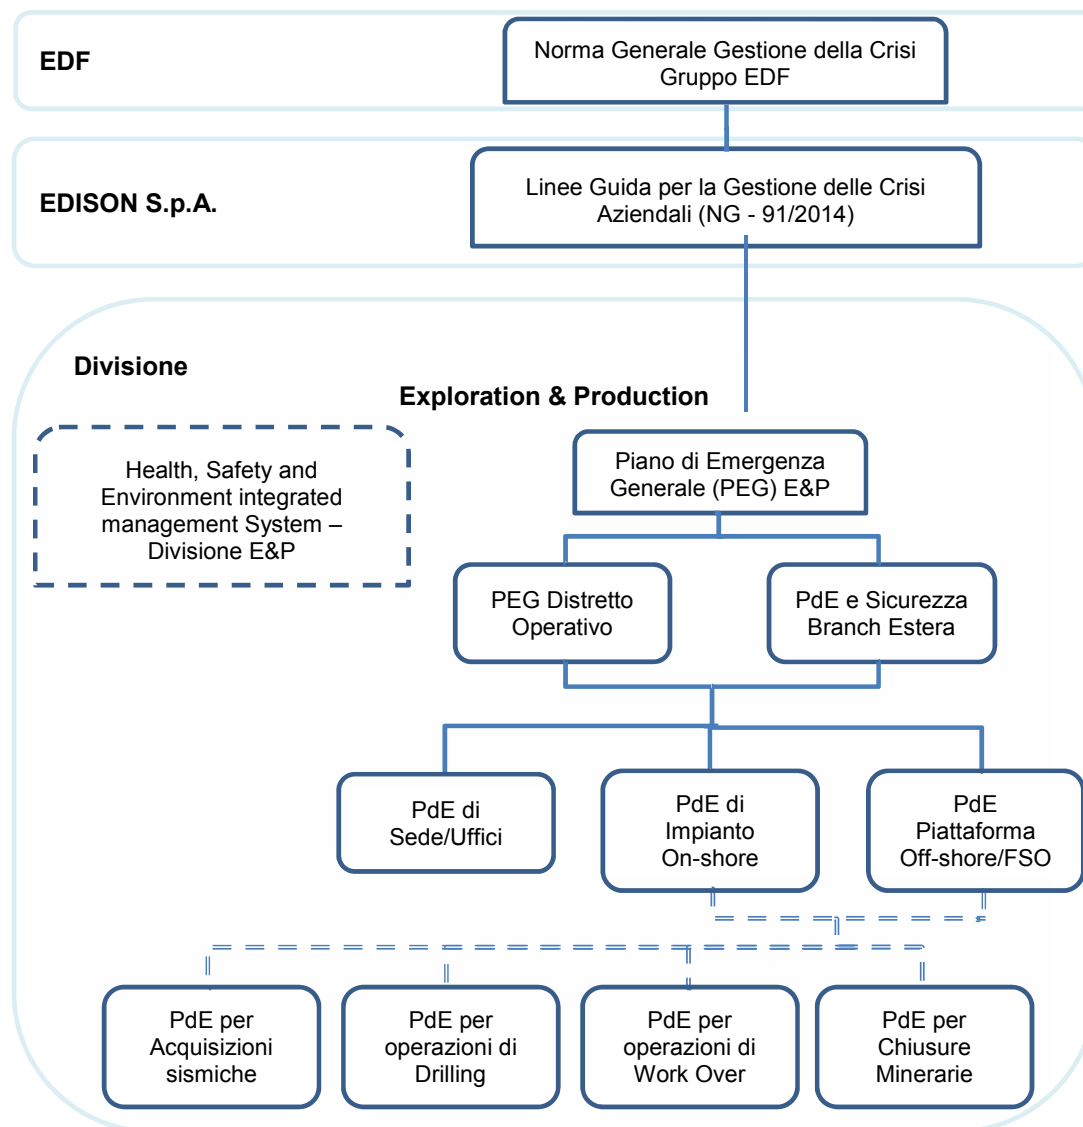 EDF
Norma Generale Gestione della Crisi
Gruppo EDF
EDISON S.p.A.
Linee Guida per la Gestione delle Crisi
Aziendali (NG - 91/2014)
Divisione
Exploration & Production
Health, Safety and
Environment integrated
management System –
Divisione E&P
Piano di Emergenza
Generale (PEG) E&P
PEG Distretto
Operativo
PdE e Sicurezza
Branch Estera
PdE di
Sede/Uffici
PdE di
Impianto
On-shore
PdE
Piattaforma
Off-shore/FSO
PdE per
Acquisizioni
sismiche
PdE per
operazioni di
Drilling
PdE per
operazioni di
Work Over
PdE per
Chiusure
Minerarie